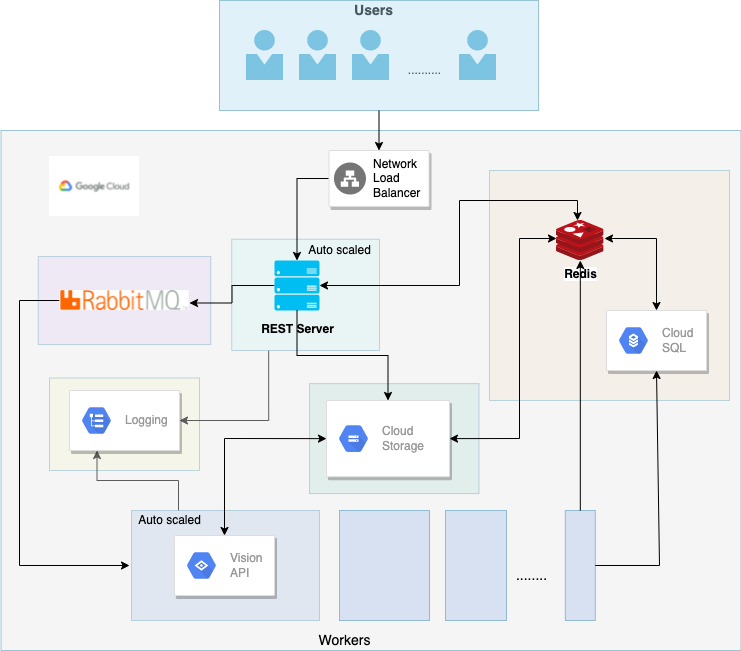 Users
..........
Network
Load
Balancer
Google Cloud
Auto scaled
REST Server
RabbitMQ
Redis
Cloud
SQL
Logging
Cloud
Storage
Auto scaled
Vision
API
........
Workers